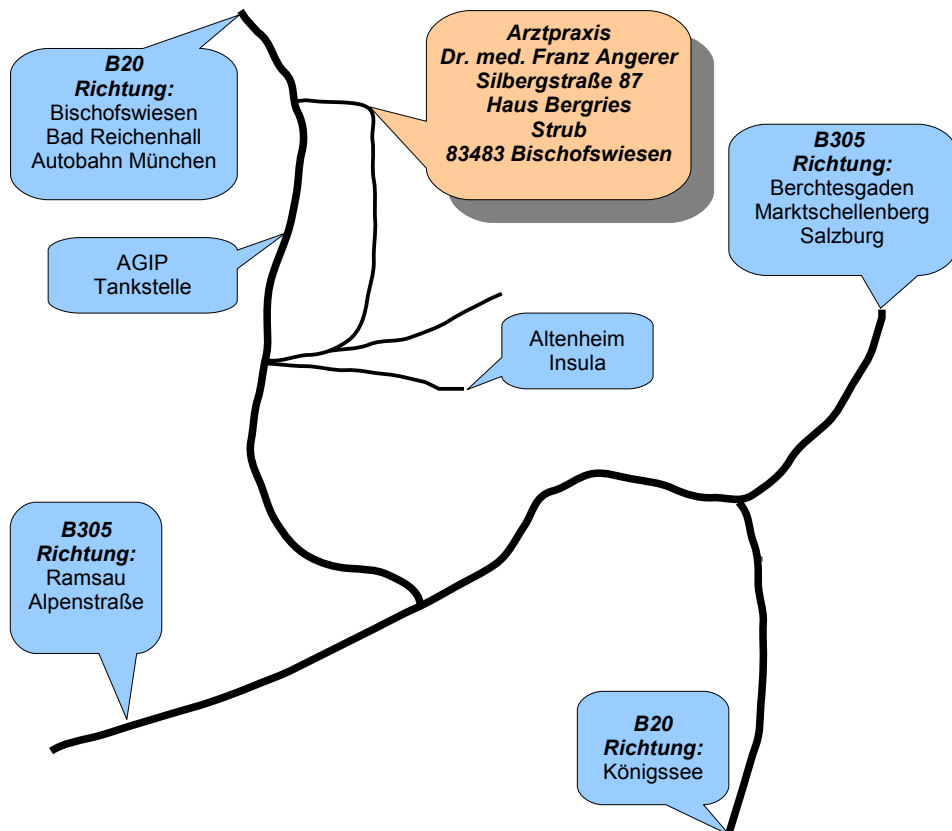 B20
Richtung:
Bischofswiesen
Bad Reichenhall
Autobahn München
Arztpraxis
Dr. med. Franz Angerer
Silbergstraße 87
Haus Bergries
Strub
83483 Bischofswiesen
B305
Richtung:
Berchtesgaden
Marktschellenberg
Salzburg
AGIP
Tankstelle
Altenheim
Insula
B305
Richtung:
Ramsau
Alpenstraße
B20
Richtung:
Königssee